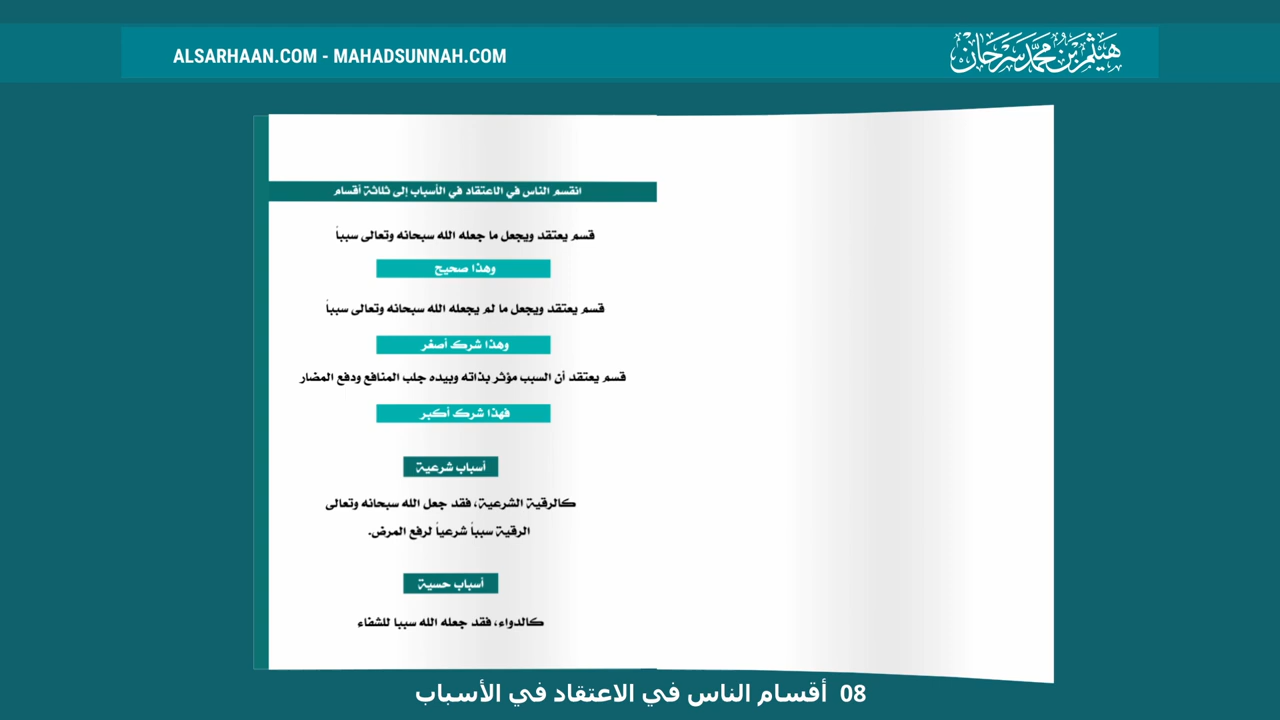 ALSARHAAN.COM - MAHADSUNNAH.COM
هيثم بن محمد سرحان
انقسم الناس في الاعتقاد في الأسباب إلى ثلاثة أقسام
قسم يعتقد ويجعل ما جعله الله سبحانه وتعالى سبباً
وهذا صحيح
قسم يعتقد ويجعل ما لم يجعله الله سبحانه وتعالى سبباً
وهذا شرك أصغر
قسم يعتقد أن السبب مؤثر بذاته وبيده جلب المنافع ودفع المضار
فهذا شرك أكبر
أسباب شرعية
كالرقية الشرعية، فقد جعل الله سبحانه وتعالى
الرقية سبباً شرعياً لرفع المرض.
أسباب حسية
كالدواء، فقد جعله الله سببا للشفاء
08 أقسام الناس في الاعتقاد في الأسباب